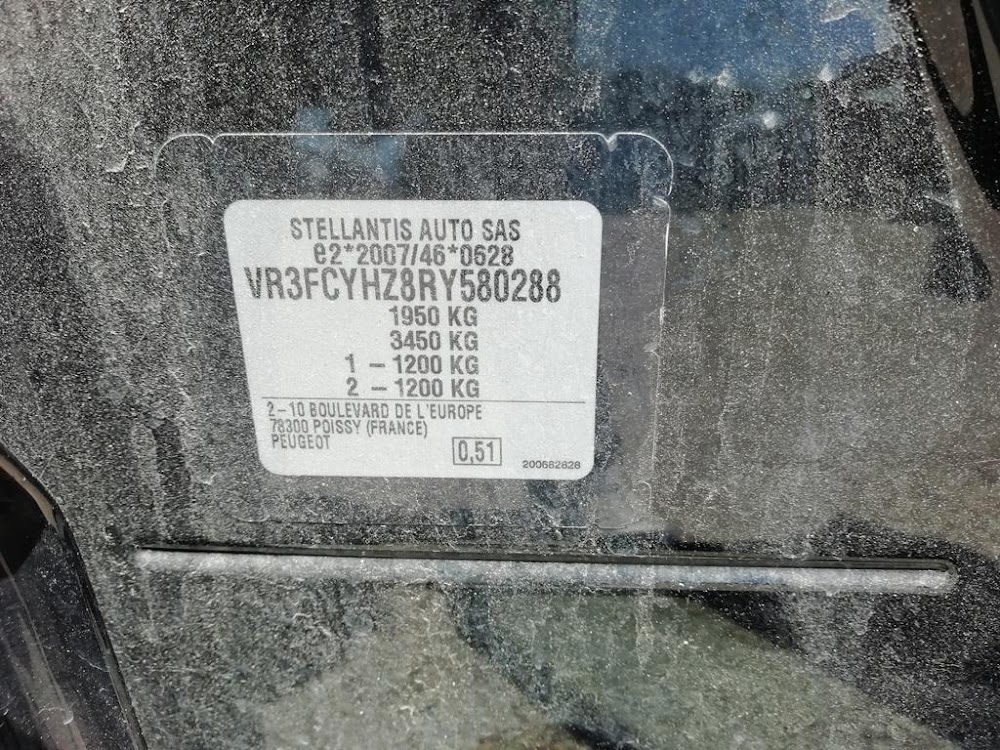 STELLANTIS AUTO SAS
e2*2007/46*0628
VR3FCYHZ8RY580288
1950 KG
3450 KG
1 – 1200 KG
2 – 1200 KG
2–10 BOULEVARD DE L'EUROPE
78300 POISSY (FRANCE)
PEUGEOT
0,51
200682828